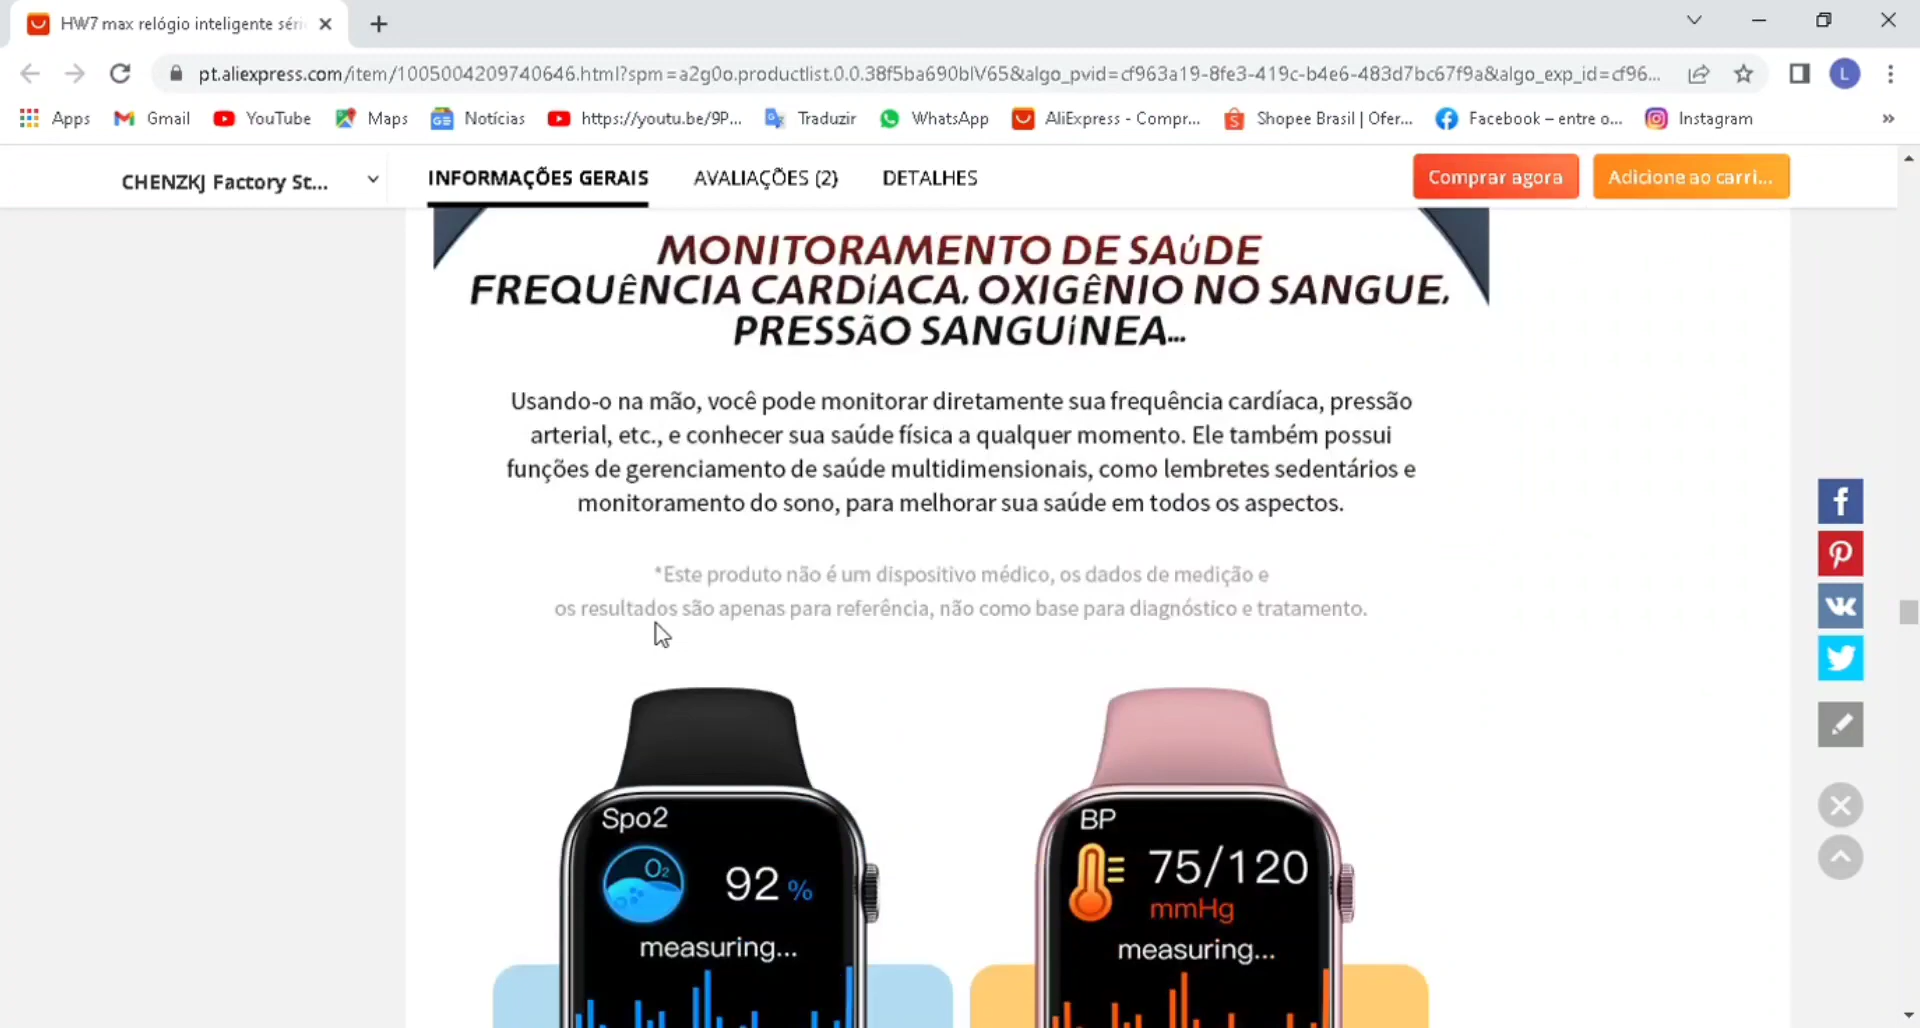 HW7 max relógio inteligente séri
pt.aliexpress.com/item/1005004209740646.html?spm=a2g0o.productlist.0.0.38f5ba690blV65&algo_pvid=cf963a19-8fe3-419c-b4e6-483d7bc67f9a&algo_exp_id=cf96...
L
Apps Gmail YouTube Maps Notícias https://youtu.be/9P... Traduzir WhatsApp AliExpress - Compr... Shopee Brasil | Ofer... Facebook – entre o... Instagram »
CHENZKJ Factory St... INFORMAÇÕES GERAIS AVALIAÇÕES (2) DETALHES Comprar agora Adicione ao carri...
MONITORAMENTO DE SAúDE
FREQUÊNCIA CARDíACA, OXIGÊNIO NO SANGUE,
PRESSÃO SANGUíNEA...
Usando-o na mão, você pode monitorar diretamente sua frequência cardíaca, pressão
arterial, etc., e conhecer sua saúde física a qualquer momento. Ele também possui
funções de gerenciamento de saúde multidimensionais, como lembretes sedentários e
monitoramento do sono, para melhorar sua saúde em todos os aspectos.
*Este produto não é um dispositivo médico, os dados de medição e
os resultados são apenas para referência, não como base para diagnóstico e tratamento.
Spo2
O2
92 %
measuring...
BP
75/120
mmHg
measuring...